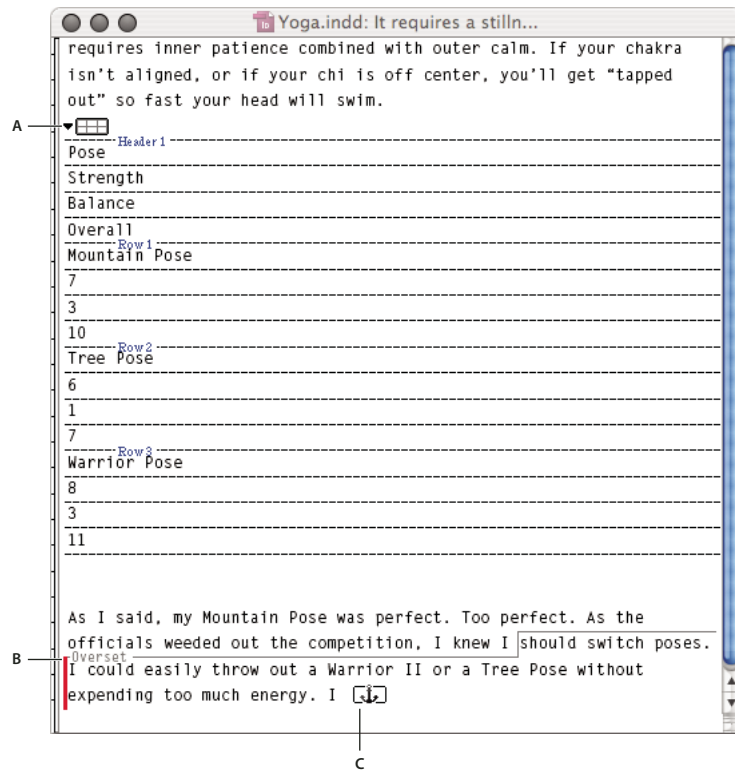 Yoga.indd: It requires a stilln...
requires inner patience combined with outer calm. If your chakra
isn't aligned, or if your chi is off center, you'll get “tapped
out” so fast your head will swim.
A
Header 1
Pose
Strength
Balance
Overall
Row 1
Mountain Pose
7
3
10
Row 2
Tree Pose
6
1
7
Row 3
Warrior Pose
8
3
11
As I said, my Mountain Pose was perfect. Too perfect. As the
officials weeded out the competition, I knew I should switch poses.
B
Overset
I could easily throw out a Warrior II or a Tree Pose without
expending too much energy. I
C